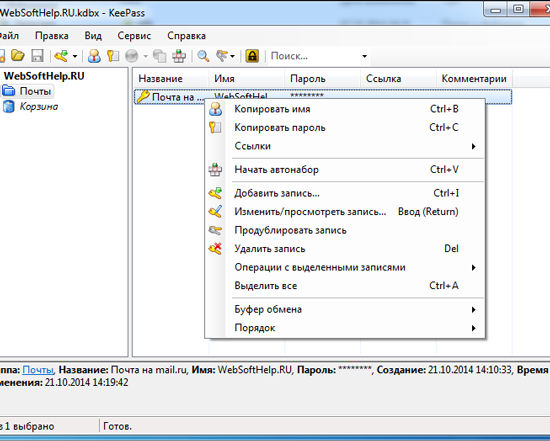 WebSoftHelp.RU.kdbx - KeePass
Файл Правка Вид Сервис Справка
Поиск...
WebSoftHelp.RU
Почты
Корзина
Название Имя Пароль Ссылка Комментарии
Почта на ... WebSoftHel... ********
Копировать имя Ctrl+B
Копировать пароль Ctrl+C
Ссылки
Начать автонабор Ctrl+V
Добавить запись... Ctrl+I
Изменить/просмотреть запись... Ввод (Return)
Продублировать запись
Удалить запись Del
Операции с выделенными записями
Выделить все Ctrl+A
Буфер обмена
Порядок
ппа: Почты, Название: Почта на mail.ru, Имя: WebSoftHelp.RU, Пароль: ********, Создание: 21.10.2014 14:10:33, Время
менения: 21.10.2014 14:19:42
з 1 выбрано Готов.